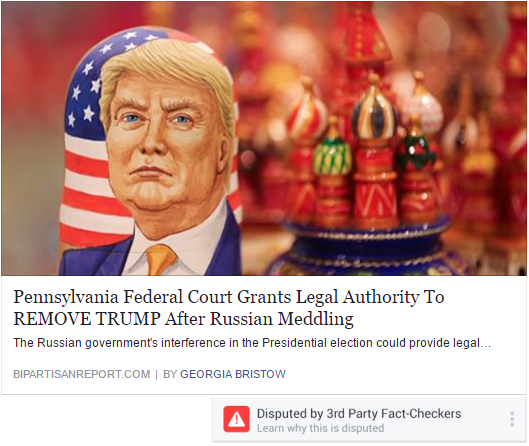 Pennsylvania Federal Court Grants Legal Authority To
REMOVE TRUMP After Russian Meddling
The Russian government's interference in the Presidential election could provide legal…
BIPARTISANREPORT.COM | BY GEORGIA BRISTOW
Disputed by 3rd Party Fact-Checkers
Learn why this is disputed